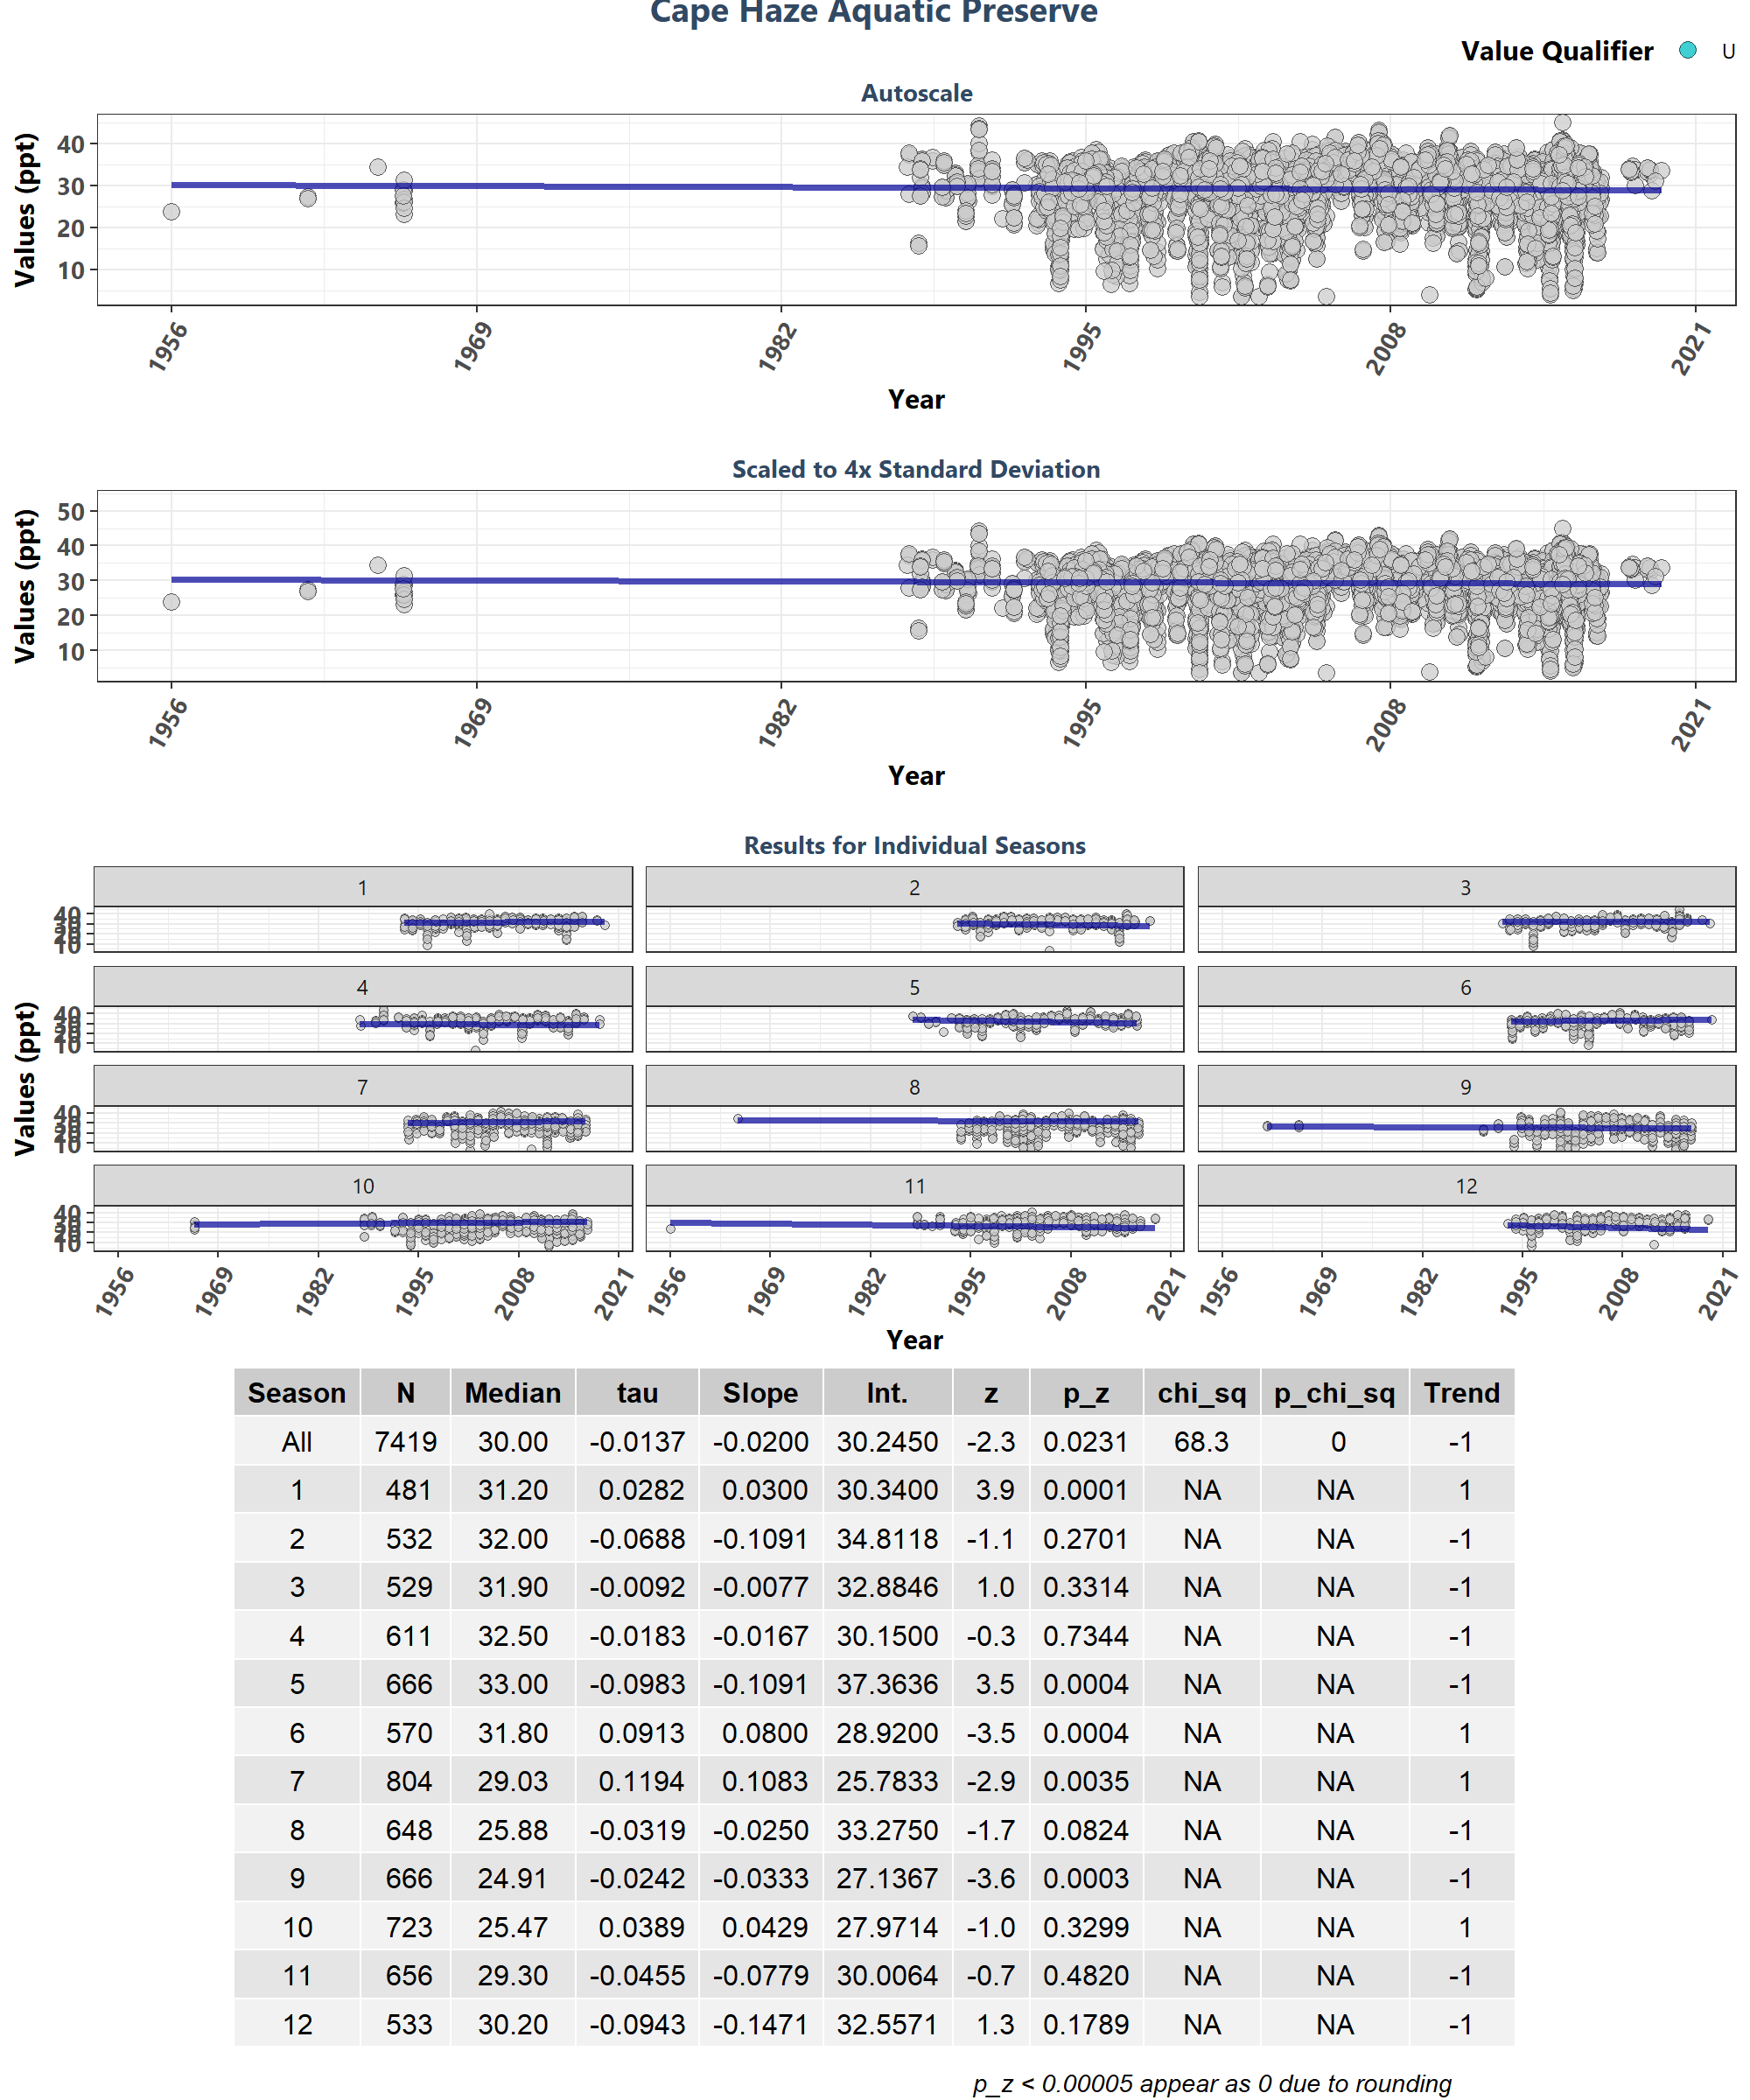 Cape Haze Aquatic Preserve
Value Qualifier U
Autoscale
Values (ppt)
40
30
20
10
1956 1969 1982 1995 2008 2021
Year
Scaled to 4x Standard Deviation
Values (ppt)
50
40
30
20
10
1956 1969 1982 1995 2008 2021
Year
Results for Individual Seasons
1 2 3
40
30
20
10
4 5 6
40
30
20
10
Values (ppt)
7 8 9
40
30
20
10
10 11 12
40
30
20
10
1956 1969 1982 1995 2008 2021 1956 1969 1982 1995 2008 2021 1956 1969 1982 1995 2008 2021
Year
Season N Median tau Slope Int. z p_z chi_sq p_chi_sq Trend
All 7419 30.00 -0.0137 -0.0200 30.2450 -2.3 0.0231 68.3 0 -1
1 481 31.20 0.0282 0.0300 30.3400 3.9 0.0001 NA NA 1
2 532 32.00 -0.0688 -0.1091 34.8118 -1.1 0.2701 NA NA -1
3 529 31.90 -0.0092 -0.0077 32.8846 1.0 0.3314 NA NA -1
4 611 32.50 -0.0183 -0.0167 30.1500 -0.3 0.7344 NA NA -1
5 666 33.00 -0.0983 -0.1091 37.3636 3.5 0.0004 NA NA -1
6 570 31.80 0.0913 0.0800 28.9200 -3.5 0.0004 NA NA 1
7 804 29.03 0.1194 0.1083 25.7833 -2.9 0.0035 NA NA 1
8 648 25.88 -0.0319 -0.0250 33.2750 -1.7 0.0824 NA NA -1
9 666 24.91 -0.0242 -0.0333 27.1367 -3.6 0.0003 NA NA -1
10 723 25.47 0.0389 0.0429 27.9714 -1.0 0.3299 NA NA 1
11 656 29.30 -0.0455 -0.0779 30.0064 -0.7 0.4820 NA NA -1
12 533 30.20 -0.0943 -0.1471 32.5571 1.3 0.1789 NA NA -1
p_z < 0.00005 appear as 0 due to rounding